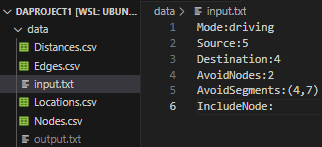 DAPROJECT1 [WSL: UBUN
data
Distances.csv
Edges.csv
input.txt
Locations.csv
Nodes.csv
output.txt
data > input.txt
1 Mode:driving
2 Source:5
3 Destination:4
4 AvoidNodes:2
5 AvoidSegments:(4,7)
6 IncludeNode: